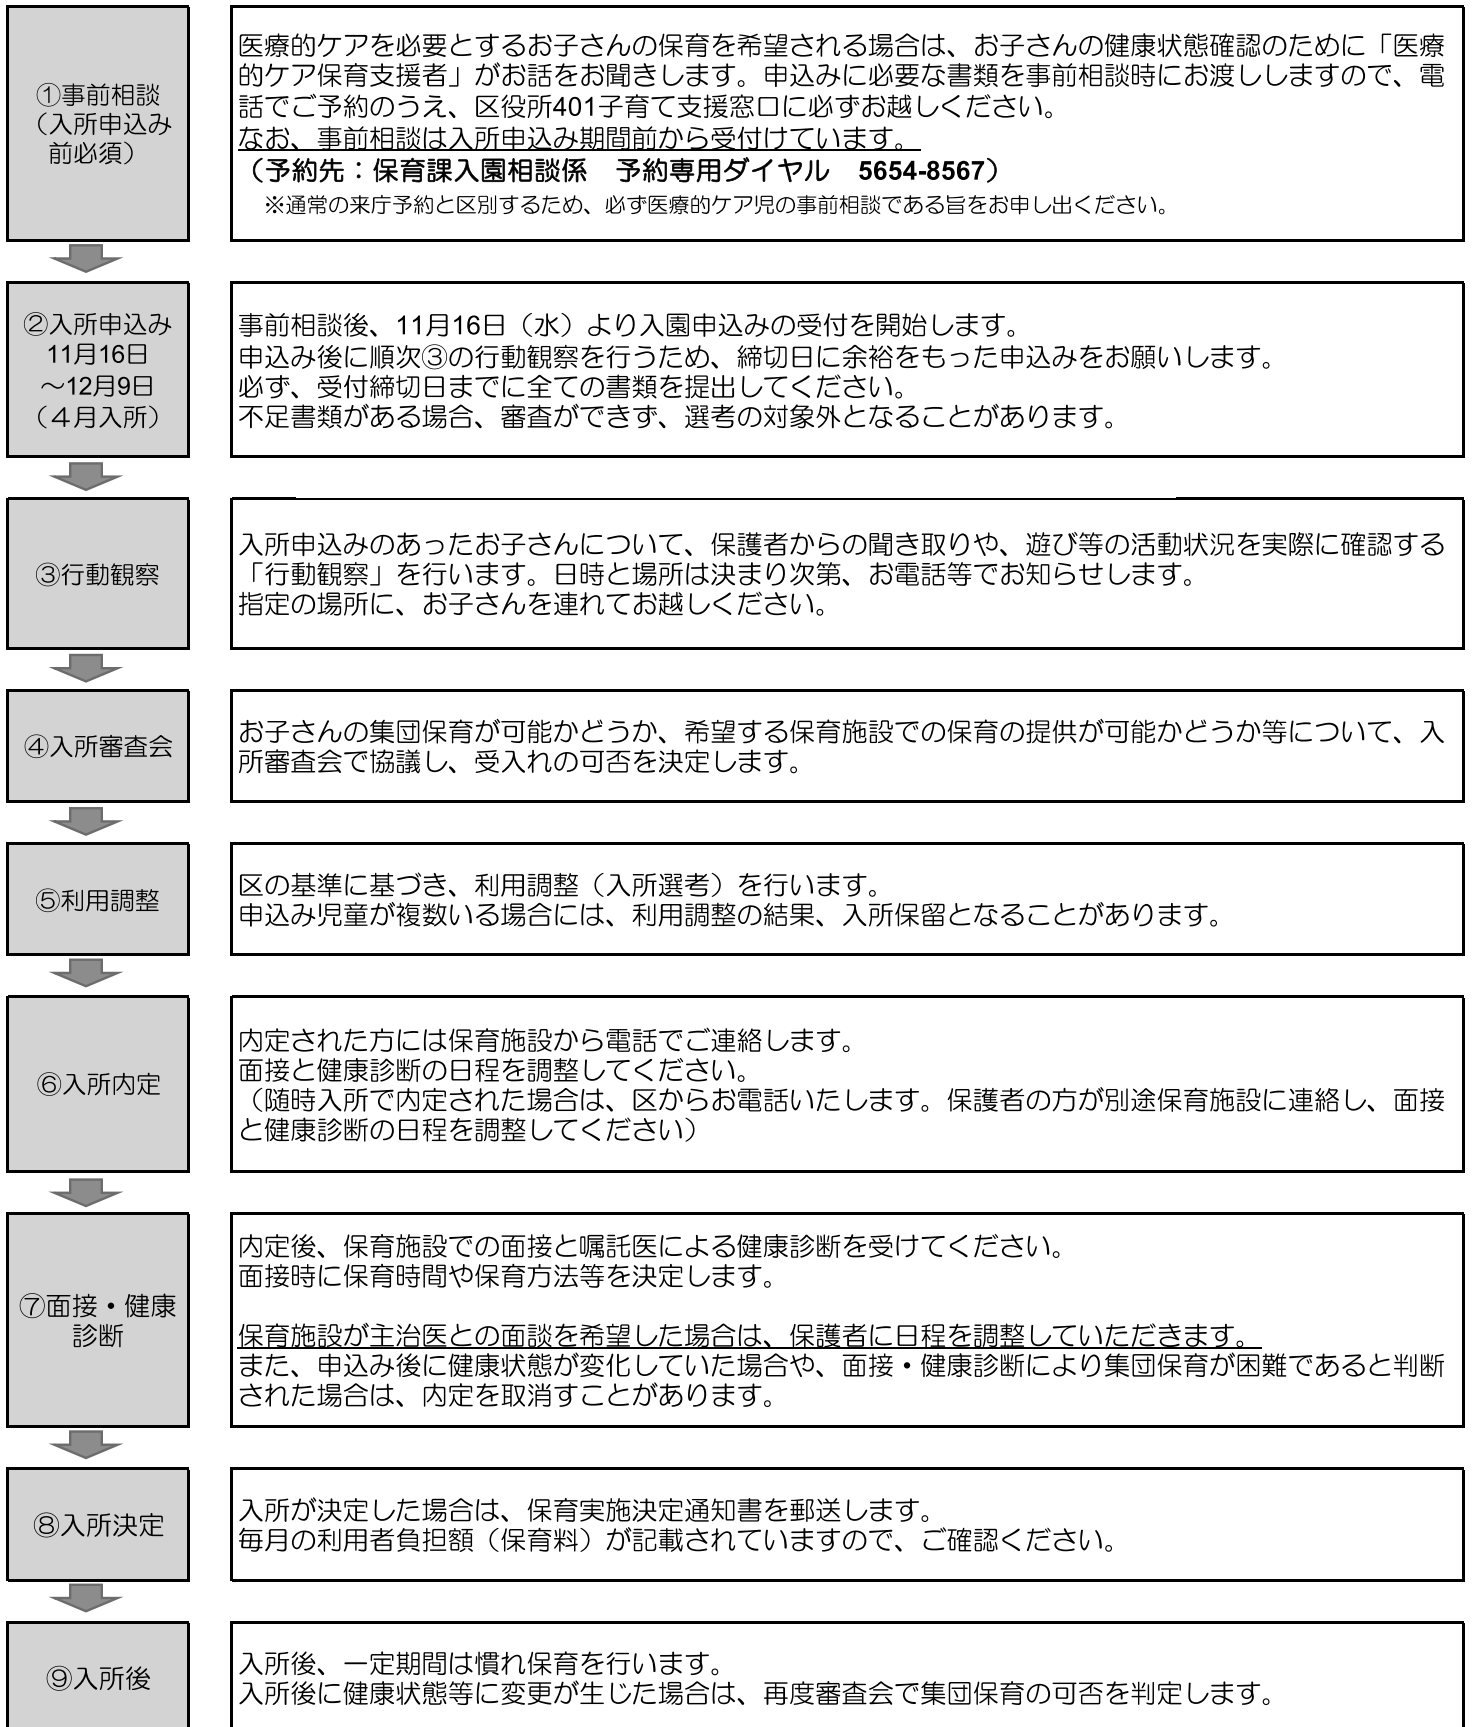 ①事前相談
（入所申込み
前必須）
医療的ケアを必要とするお子さんの保育を希望される場合は、お子さんの健康状態確認のために「医療
的ケア保育支援者」がお話をお聞きします。申込みに必要な書類を事前相談時にお渡ししますので、電
話でご予約のうえ、区役所401子育て支援窓口に必ずお越しください。
なお、事前相談は入所申込み期間前から受付けています。
（予約先：保育課入園相談係　予約専用ダイヤル　5654-8567）
※通常の来庁予約と区別するため、必ず医療的ケア児の事前相談である旨をお申し出ください。
②入所申込み
11月16日
～12月9日
（４月入所）
事前相談後、11月16日（水）より入園申込みの受付を開始します。
申込み後に順次③の行動観察を行うため、締切日に余裕をもった申込みをお願いします。
必ず、受付締切日までに全ての書類を提出してください。
不足書類がある場合、審査ができず、選考の対象外となることがあります。
③行動観察
入所申込みのあったお子さんについて、保護者からの聞き取りや、遊び等の活動状況を実際に確認する
「行動観察」を行います。日時と場所は決まり次第、お電話等でお知らせします。
指定の場所に、お子さんを連れてお越しください。
④入所審査会
お子さんの集団保育が可能かどうか、希望する保育施設での保育の提供が可能かどうか等について、入
所審査会で協議し、受入れの可否を決定します。
⑤利用調整
区の基準に基づき、利用調整（入所選考）を行います。
申込み児童が複数いる場合には、利用調整の結果、入所保留となることがあります。
⑥入所内定
内定された方には保育施設から電話でご連絡します。
面接と健康診断の日程を調整してください。
（随時入所で内定された場合は、区からお電話いたします。保護者の方が別途保育施設に連絡し、面接
と健康診断の日程を調整してください）
⑦面接・健康
診断
内定後、保育施設での面接と嘱託医による健康診断を受けてください。
面接時に保育時間や保育方法等を決定します。
保育施設が主治医との面談を希望した場合は、保護者に日程を調整していただきます。
また、申込み後に健康状態が変化していた場合や、面接・健康診断により集団保育が困難であると判断
された場合は、内定を取消すことがあります。
⑧入所決定
入所が決定した場合は、保育実施決定通知書を郵送します。
毎月の利用者負担額（保育料）が記載されていますので、ご確認ください。
⑨入所後
入所後、一定期間は慣れ保育を行います。
入所後に健康状態等に変更が生じた場合は、再度審査会で集団保育の可否を判定します。